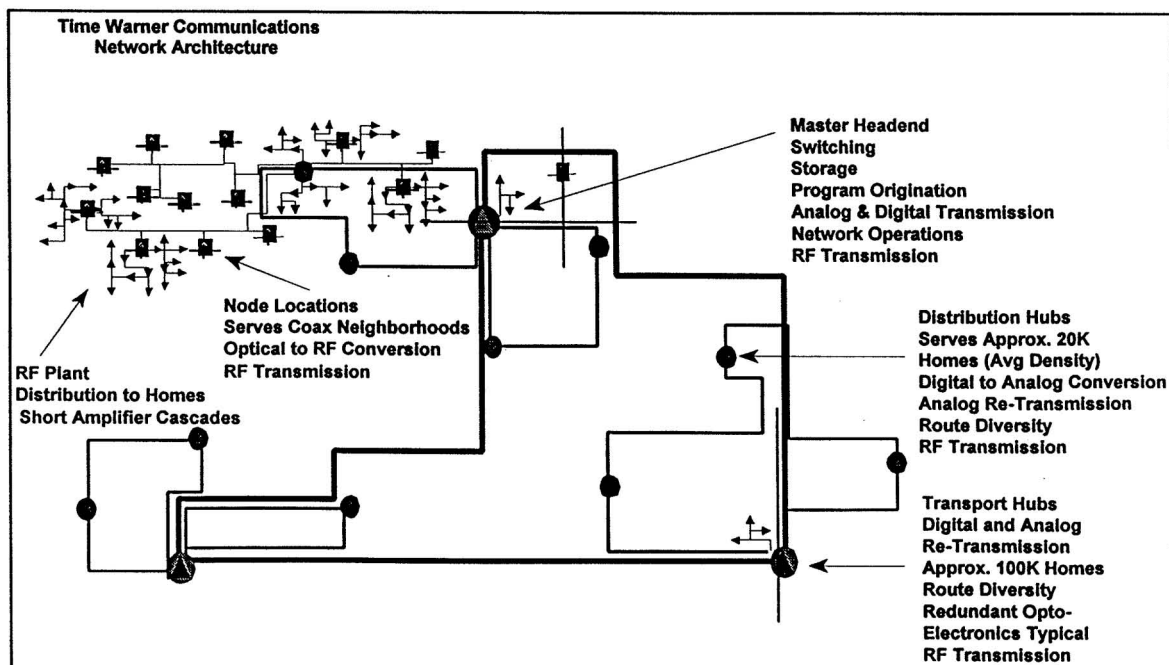 Time Warner Communications
Network Architecture
Master Headend
Switching
Storage
Program Origination
Analog & Digital Transmission
Network Operations
RF Transmission
Node Locations
Serves Coax Neighborhoods
Optical to RF Conversion
RF Transmission
RF Plant
Distribution to Homes
Short Amplifier Cascades
Distribution Hubs
Serves Approx. 20K
Homes (Avg Density)
Digital to Analog Conversion
Analog Re-Transmission
Route Diversity
RF Transmission
Transport Hubs
Digital and Analog
Re-Transmission
Approx. 100K Homes
Route Diversity
Redundant Opto-
Electronics Typical
RF Transmission